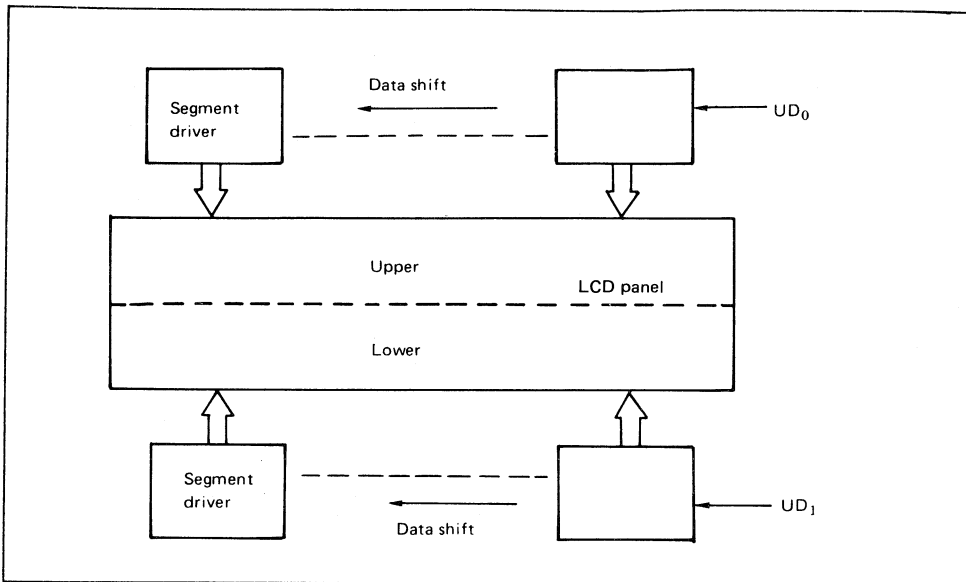 Data shift
Segment
driver
UD₀
Upper
LCD panel
Lower
Segment
driver
Data shift
UD₁